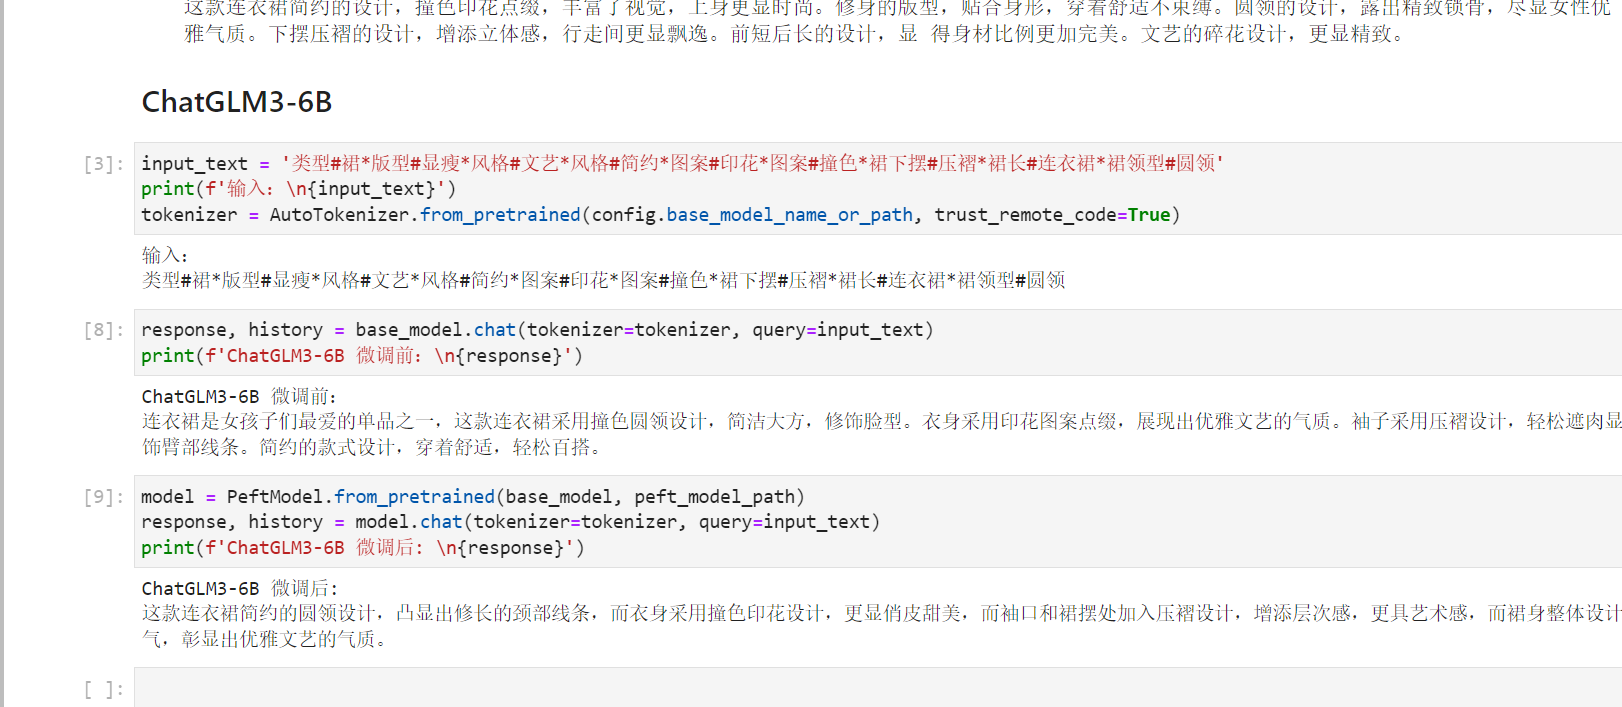 这款连衣裙简约的设计，撞色印花点缀，丰富了视觉，上身更显时尚。修身的版型，贴合身形，穿着舒适不束缚。圆领的设计，露出精致锁骨，尽显女性优
雅气质。下摆压褶的设计，增添立体感，行走间更显飘逸。前短后长的设计，显 得身材比例更加完美。文艺的碎花设计，更显精致。
ChatGLM3-6B
[3]: input_text = '类型#裙*版型#显瘦*风格#文艺*风格#简约*图案#印花*图案#撞色*裙下摆#压褶*裙长#连衣裙*裙领型#圆领'
print(f'输入: \n{input_text}')
tokenizer = AutoTokenizer.from_pretrained(config.base_model_name_or_path, trust_remote_code=True)
输入:
类型#裙*版型#显瘦*风格#文艺*风格#简约*图案#印花*图案#撞色*裙下摆#压褶*裙长#连衣裙*裙领型#圆领
[8]: response, history = base_model.chat(tokenizer=tokenizer, query=input_text)
print(f'ChatGLM3-6B 微调前: \n{response}')
ChatGLM3-6B 微调前:
连衣裙是女孩子们最爱的单品之一，这款连衣裙采用撞色圆领设计，简洁大方，修饰脸型。衣身采用印花图案点缀，展现出优雅文艺的气质。袖子采用压褶设计，轻松遮肉显
饰臂部线条。简约的款式设计，穿着舒适，轻松百搭。
[9]: model = PeftModel.from_pretrained(base_model, peft_model_path)
response, history = model.chat(tokenizer=tokenizer, query=input_text)
print(f'ChatGLM3-6B 微调后: \n{response}')
ChatGLM3-6B 微调后:
这款连衣裙简约的圆领设计，凸显出修长的颈部线条，而衣身采用撞色印花设计，更显俏皮甜美，而袖口和裙摆处加入压褶设计，增添层次感，更具艺术感，而裙身整体设计
气，彰显出优雅文艺的气质。
[ ]: